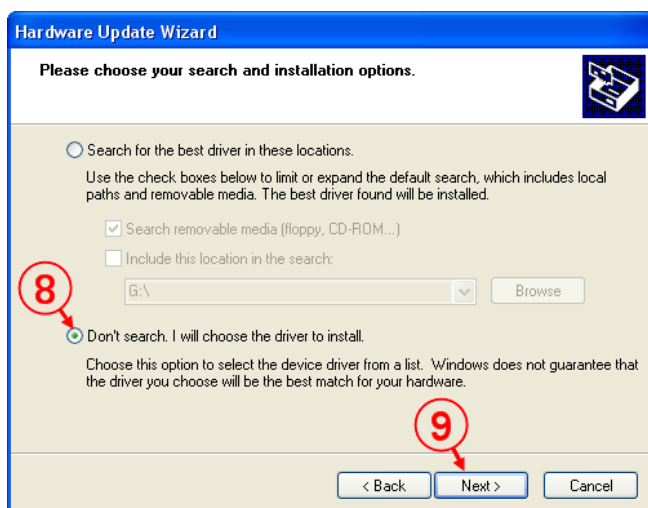 Hardware Update Wizard
Please choose your search and installation options.
Search for the best driver in these locations.
Use the check boxes below to limit or expand the default search, which includes local
paths and removable media. The best driver found will be installed.
Search removable media (floppy, CD-ROM...)
Include this location in the search:
8
G:\
Browse
Don't search. I will choose the driver to install.
Choose this option to select the device driver from a list. Windows does not guarantee that
the driver you choose will be the best match for your hardware.
9
< Back
Next >
Cancel